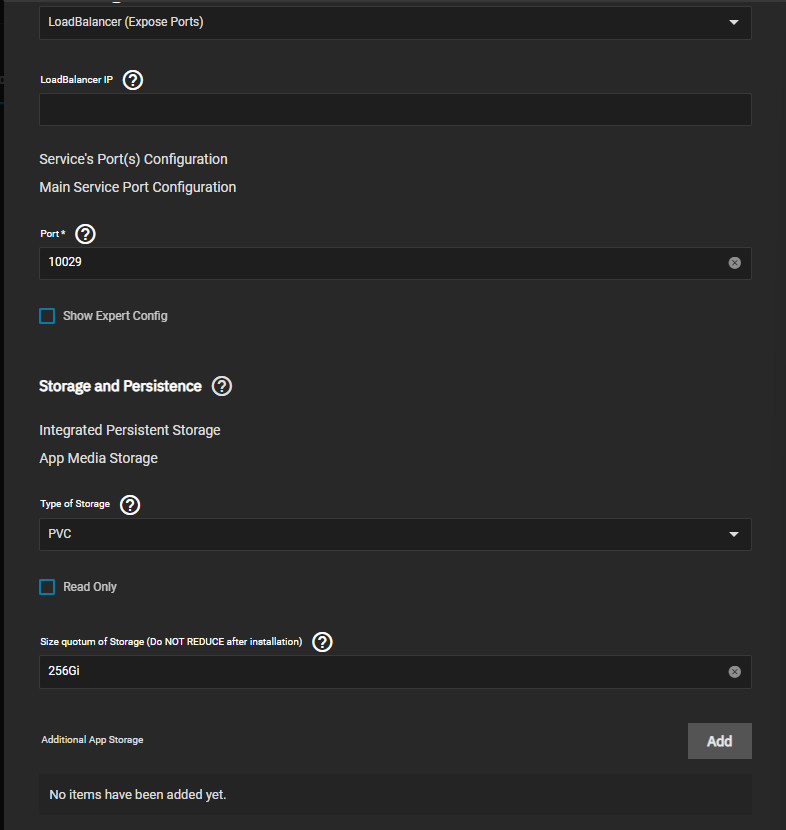 LoadBalancer (Expose Ports)
LoadBalancer IP
Service's Port(s) Configuration
Main Service Port Configuration
Port *
10029
Show Expert Config
Storage and Persistence
Integrated Persistent Storage
App Media Storage
Type of Storage
PVC
Read Only
Size quotum of Storage (Do NOT REDUCE after installation)
256Gi
Additional App Storage
Add
No items have been added yet.